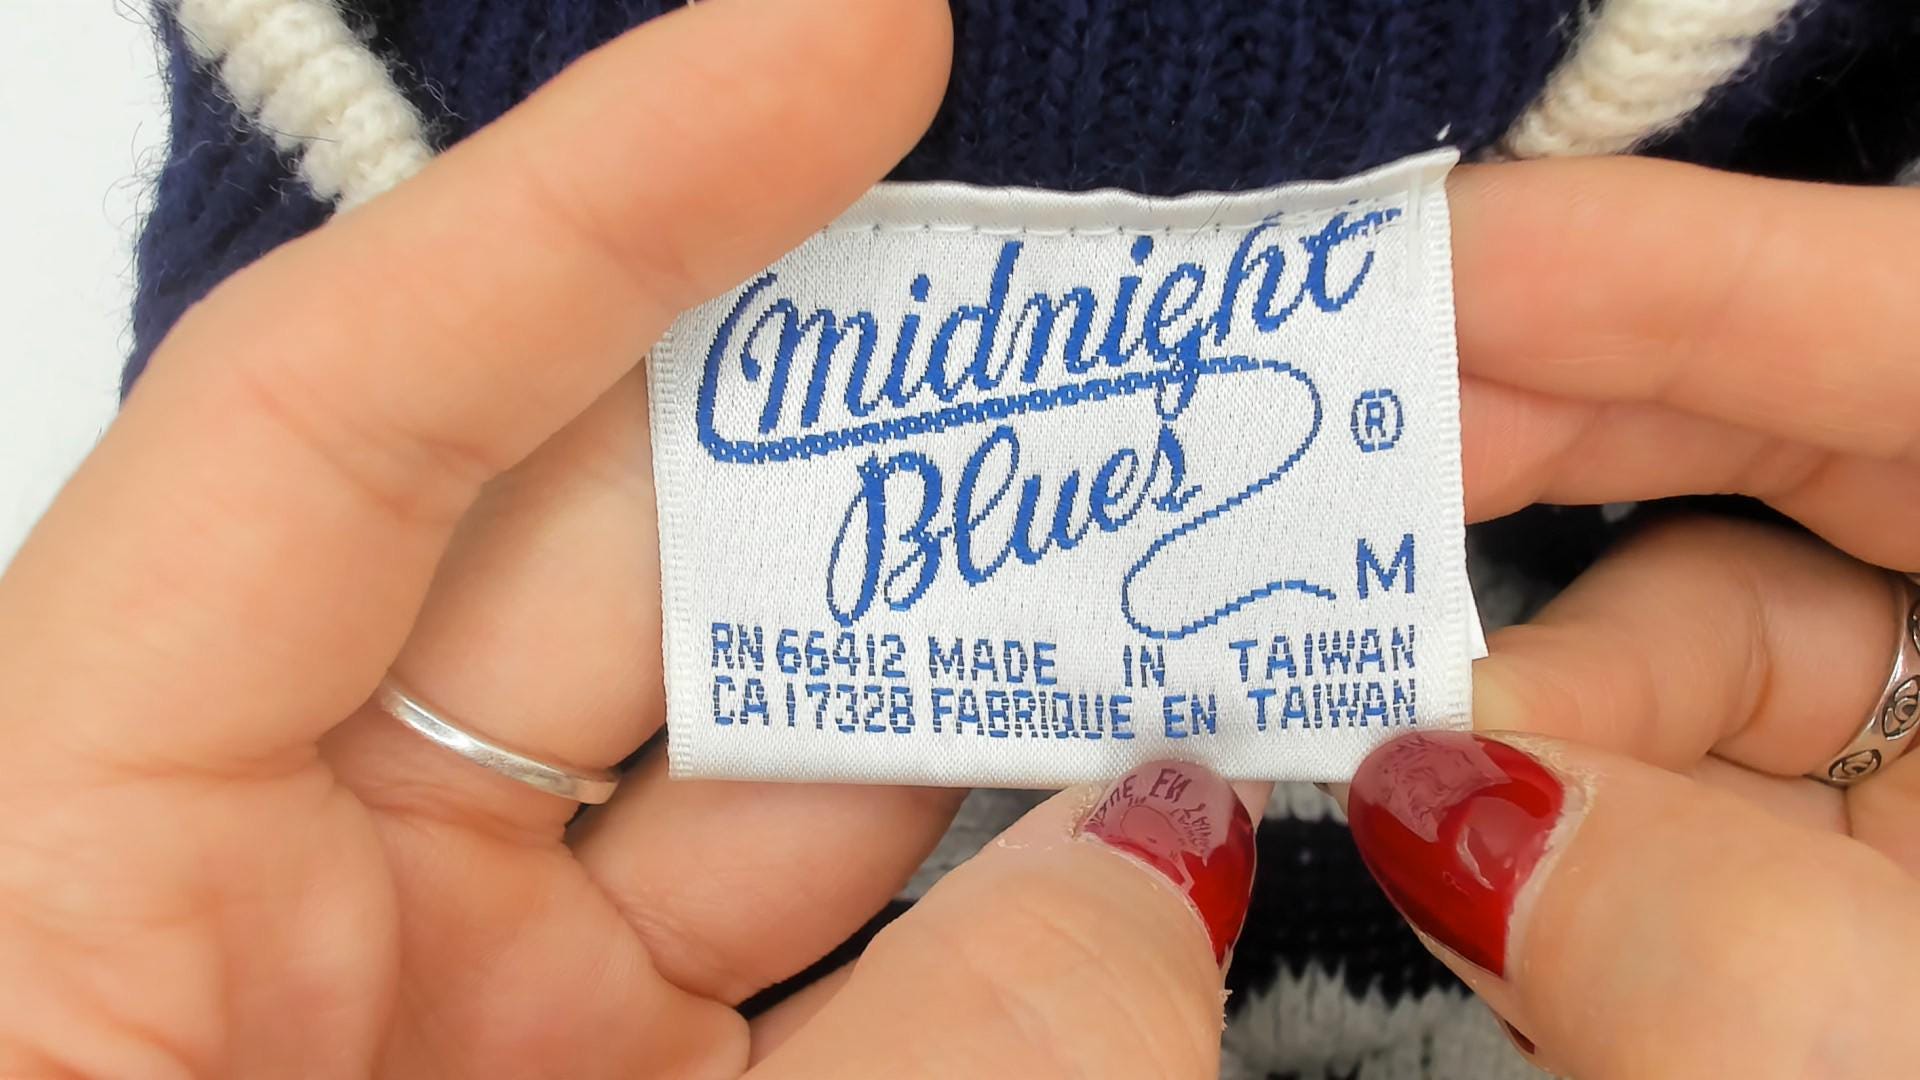 Midnight
Blues
®
M
RN 66412 MADE IN TAIWAN
CA 17328 FABRIQUE EN TAIWAN